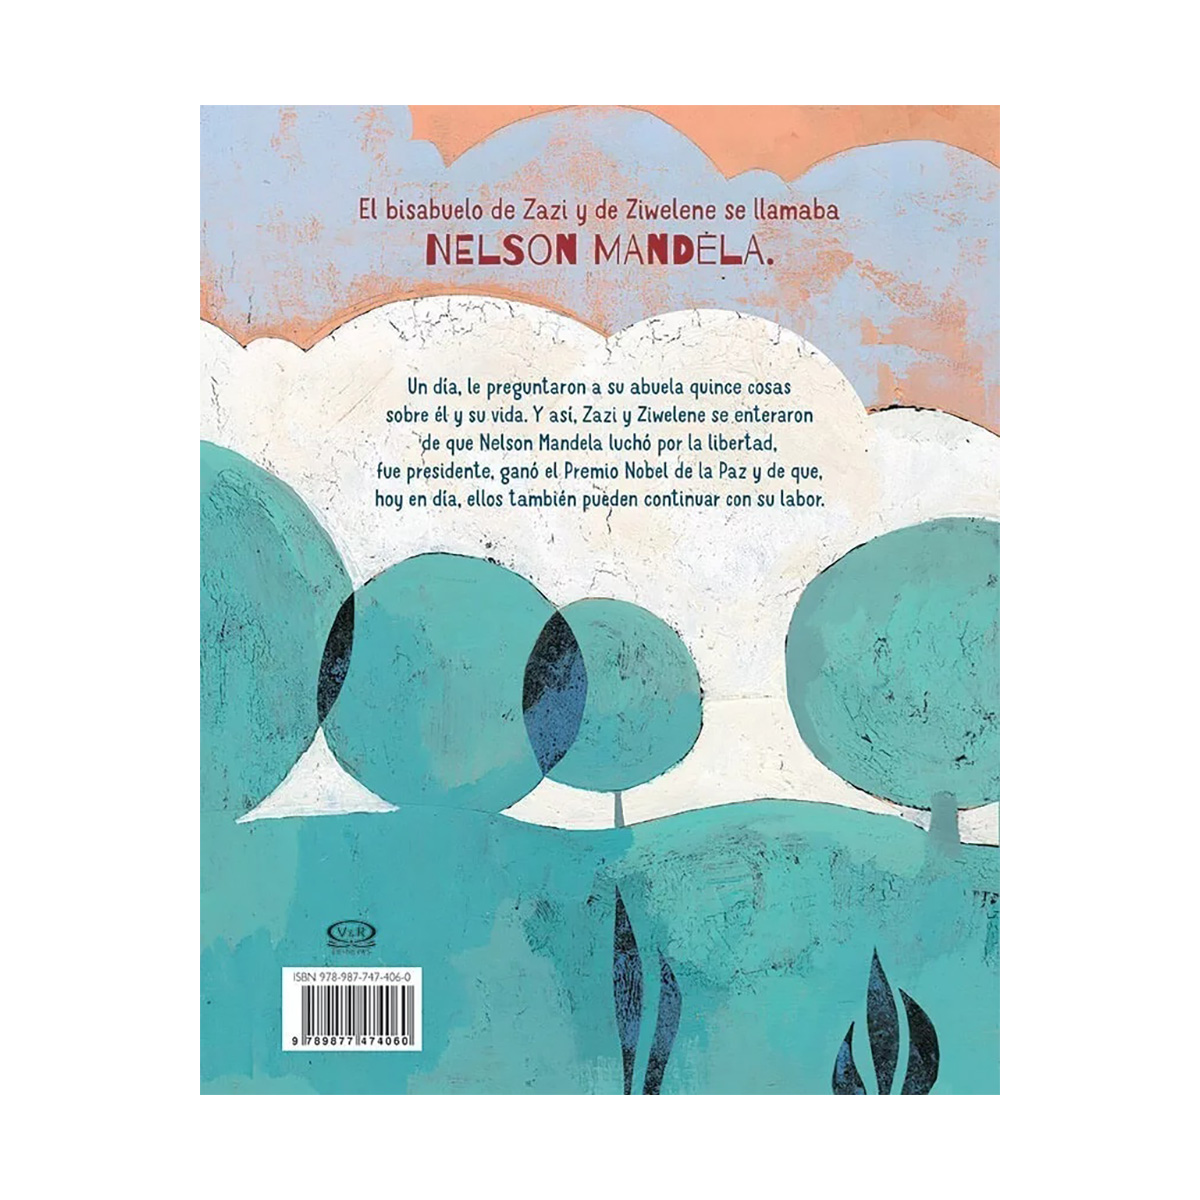 El bisabuelo de Zazi y de Ziwelene se llamaba
NELSON MANDELA.
Un día, le preguntaron a su abuela quince cosas
sobre él y su vida. Y así, Zazi y Ziwelene se enteraron
de que Nelson Mandela luchó por la libertad,
fue presidente, ganó el Premio Nobel de la Paz y de que,
hoy en día, ellos también pueden continuar con su labor.
V&R
ISBN 978-987-747-406-0
9 789877 474060